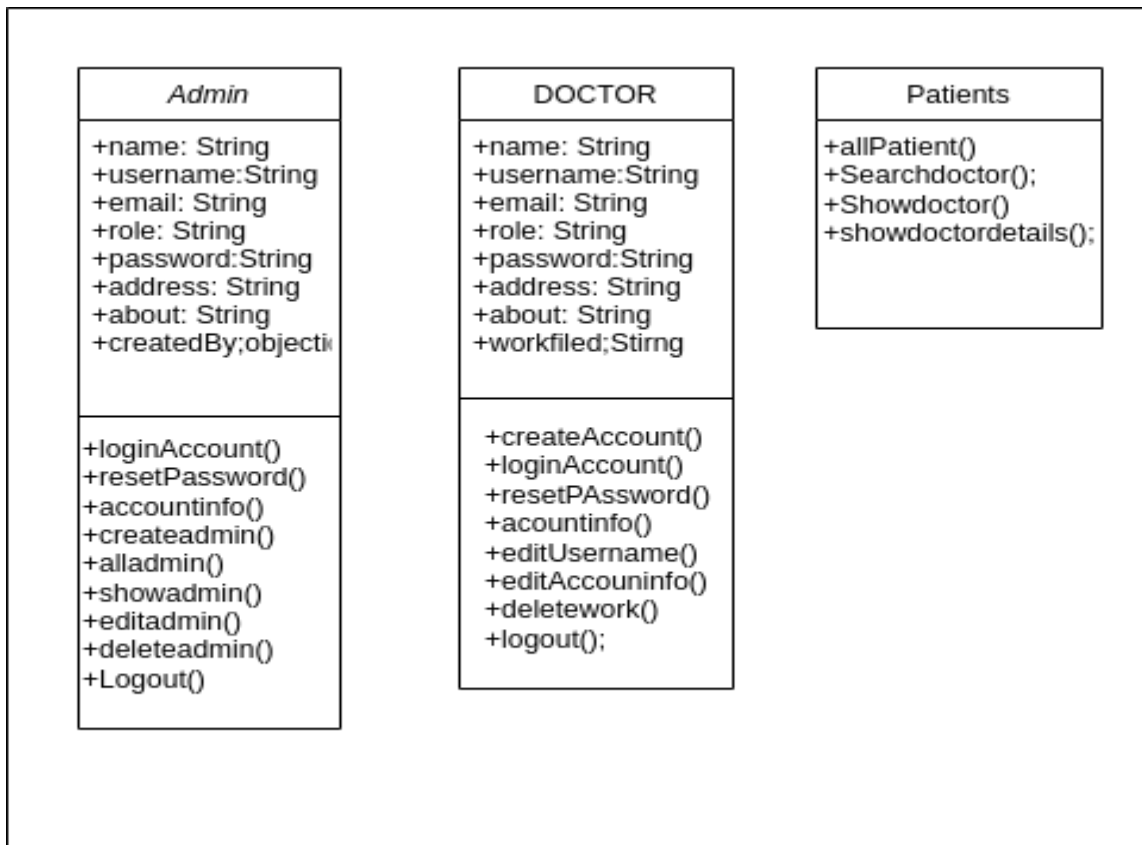 Admin
+name: String
+username:String
+email: String
+role: String
+password:String
+address: String
+about: String
+createdBy;objecti
+loginAccount()
+resetPassword()
+accountinfo()
+createadmin()
+alladmin()
+showadmin()
+editadmin()
+deleteadmin()
+Logout()
DOCTOR
+name: String
+username:String
+email: String
+role: String
+password:String
+address: String
+about: String
+workfiled;Stirng
+createAccount()
+loginAccount()
+resetPAssword()
+acountinfo()
+editUsername()
+editAccouninfo()
+deletework()
+logout();
Patients
+allPatient()
+Searchdoctor();
+Showdoctor()
+showdoctordetails();